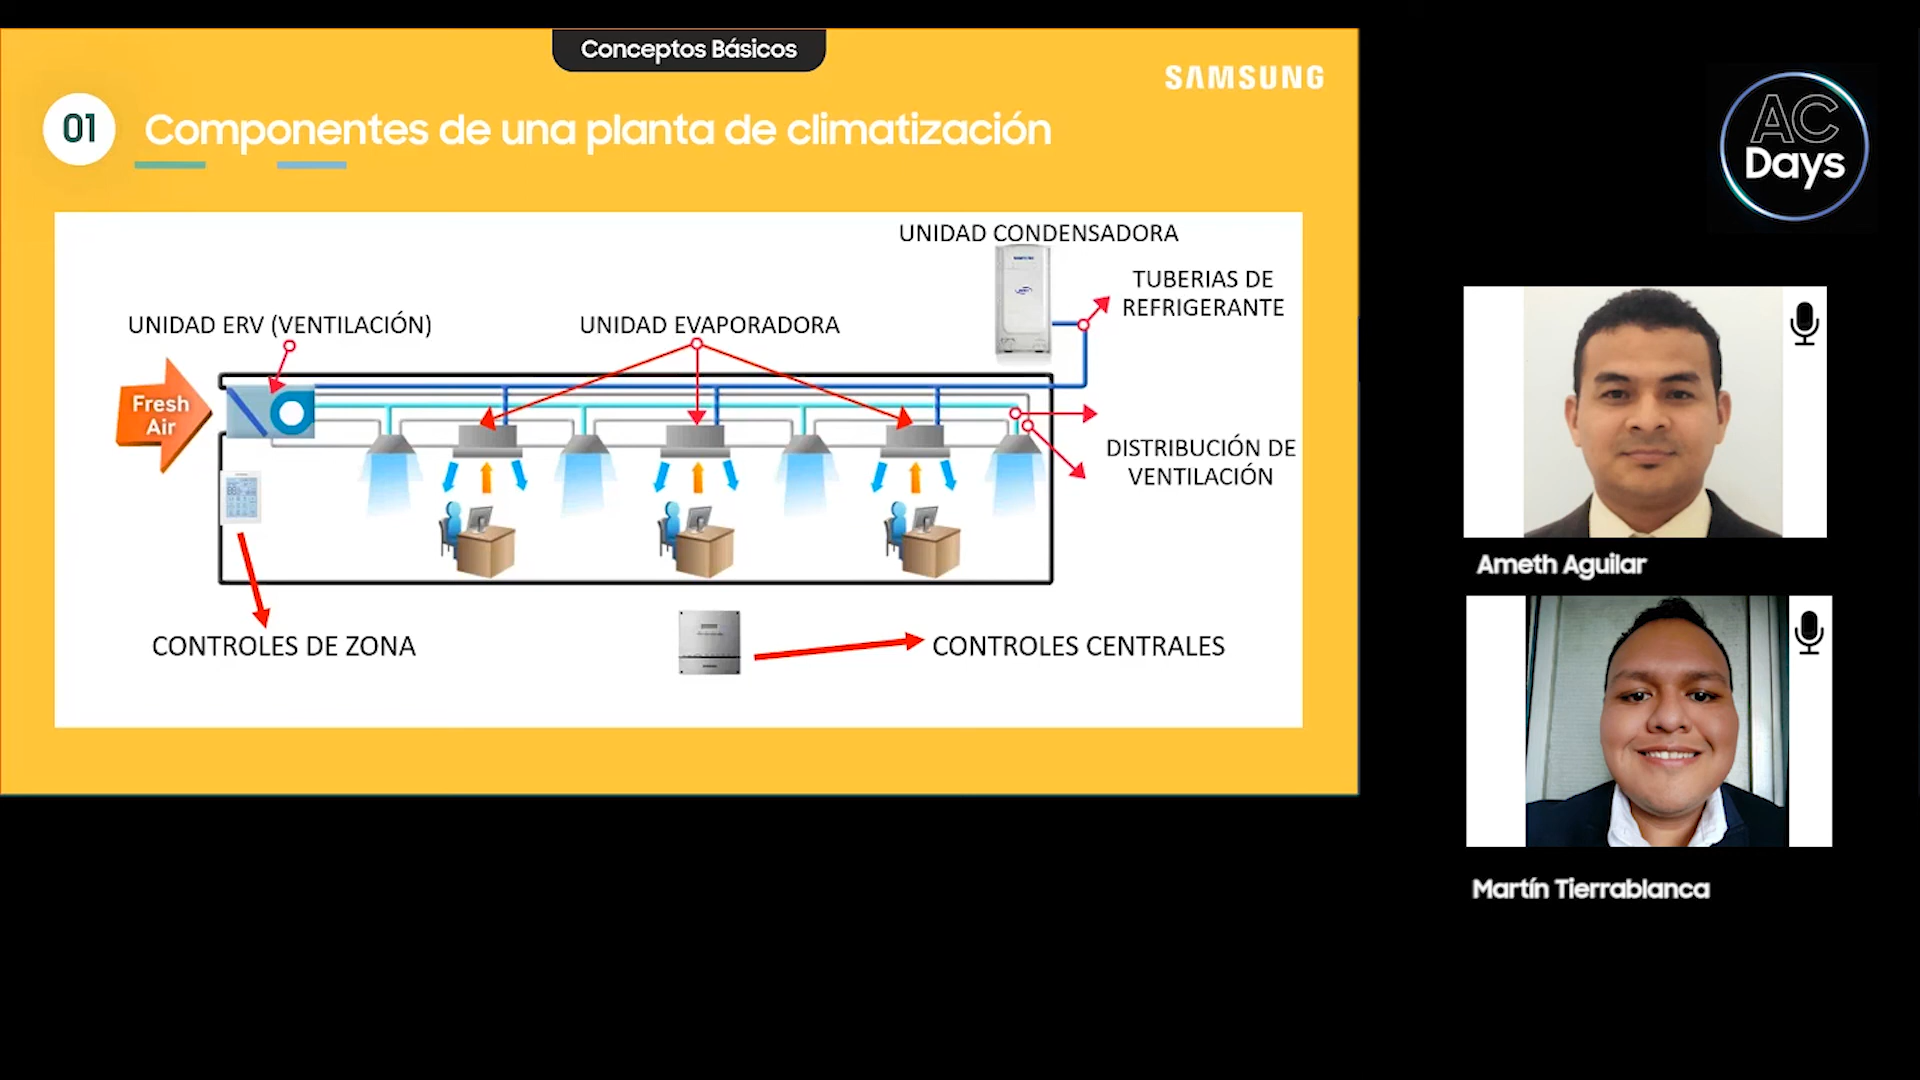 Conceptos Básicos
SAMSUNG
01
Componentes de una planta de climatización
UNIDAD CONDENSADORA
TUBERIAS DE
REFRIGERANTE
UNIDAD ERV (VENTILACIÓN)
UNIDAD EVAPORADORA
Fresh
Air
DISTRIBUCIÓN DE
VENTILACIÓN
CONTROLES DE ZONA
CONTROLES CENTRALES
AC
Days
Ameth Aguilar
Martín Tierrablanca